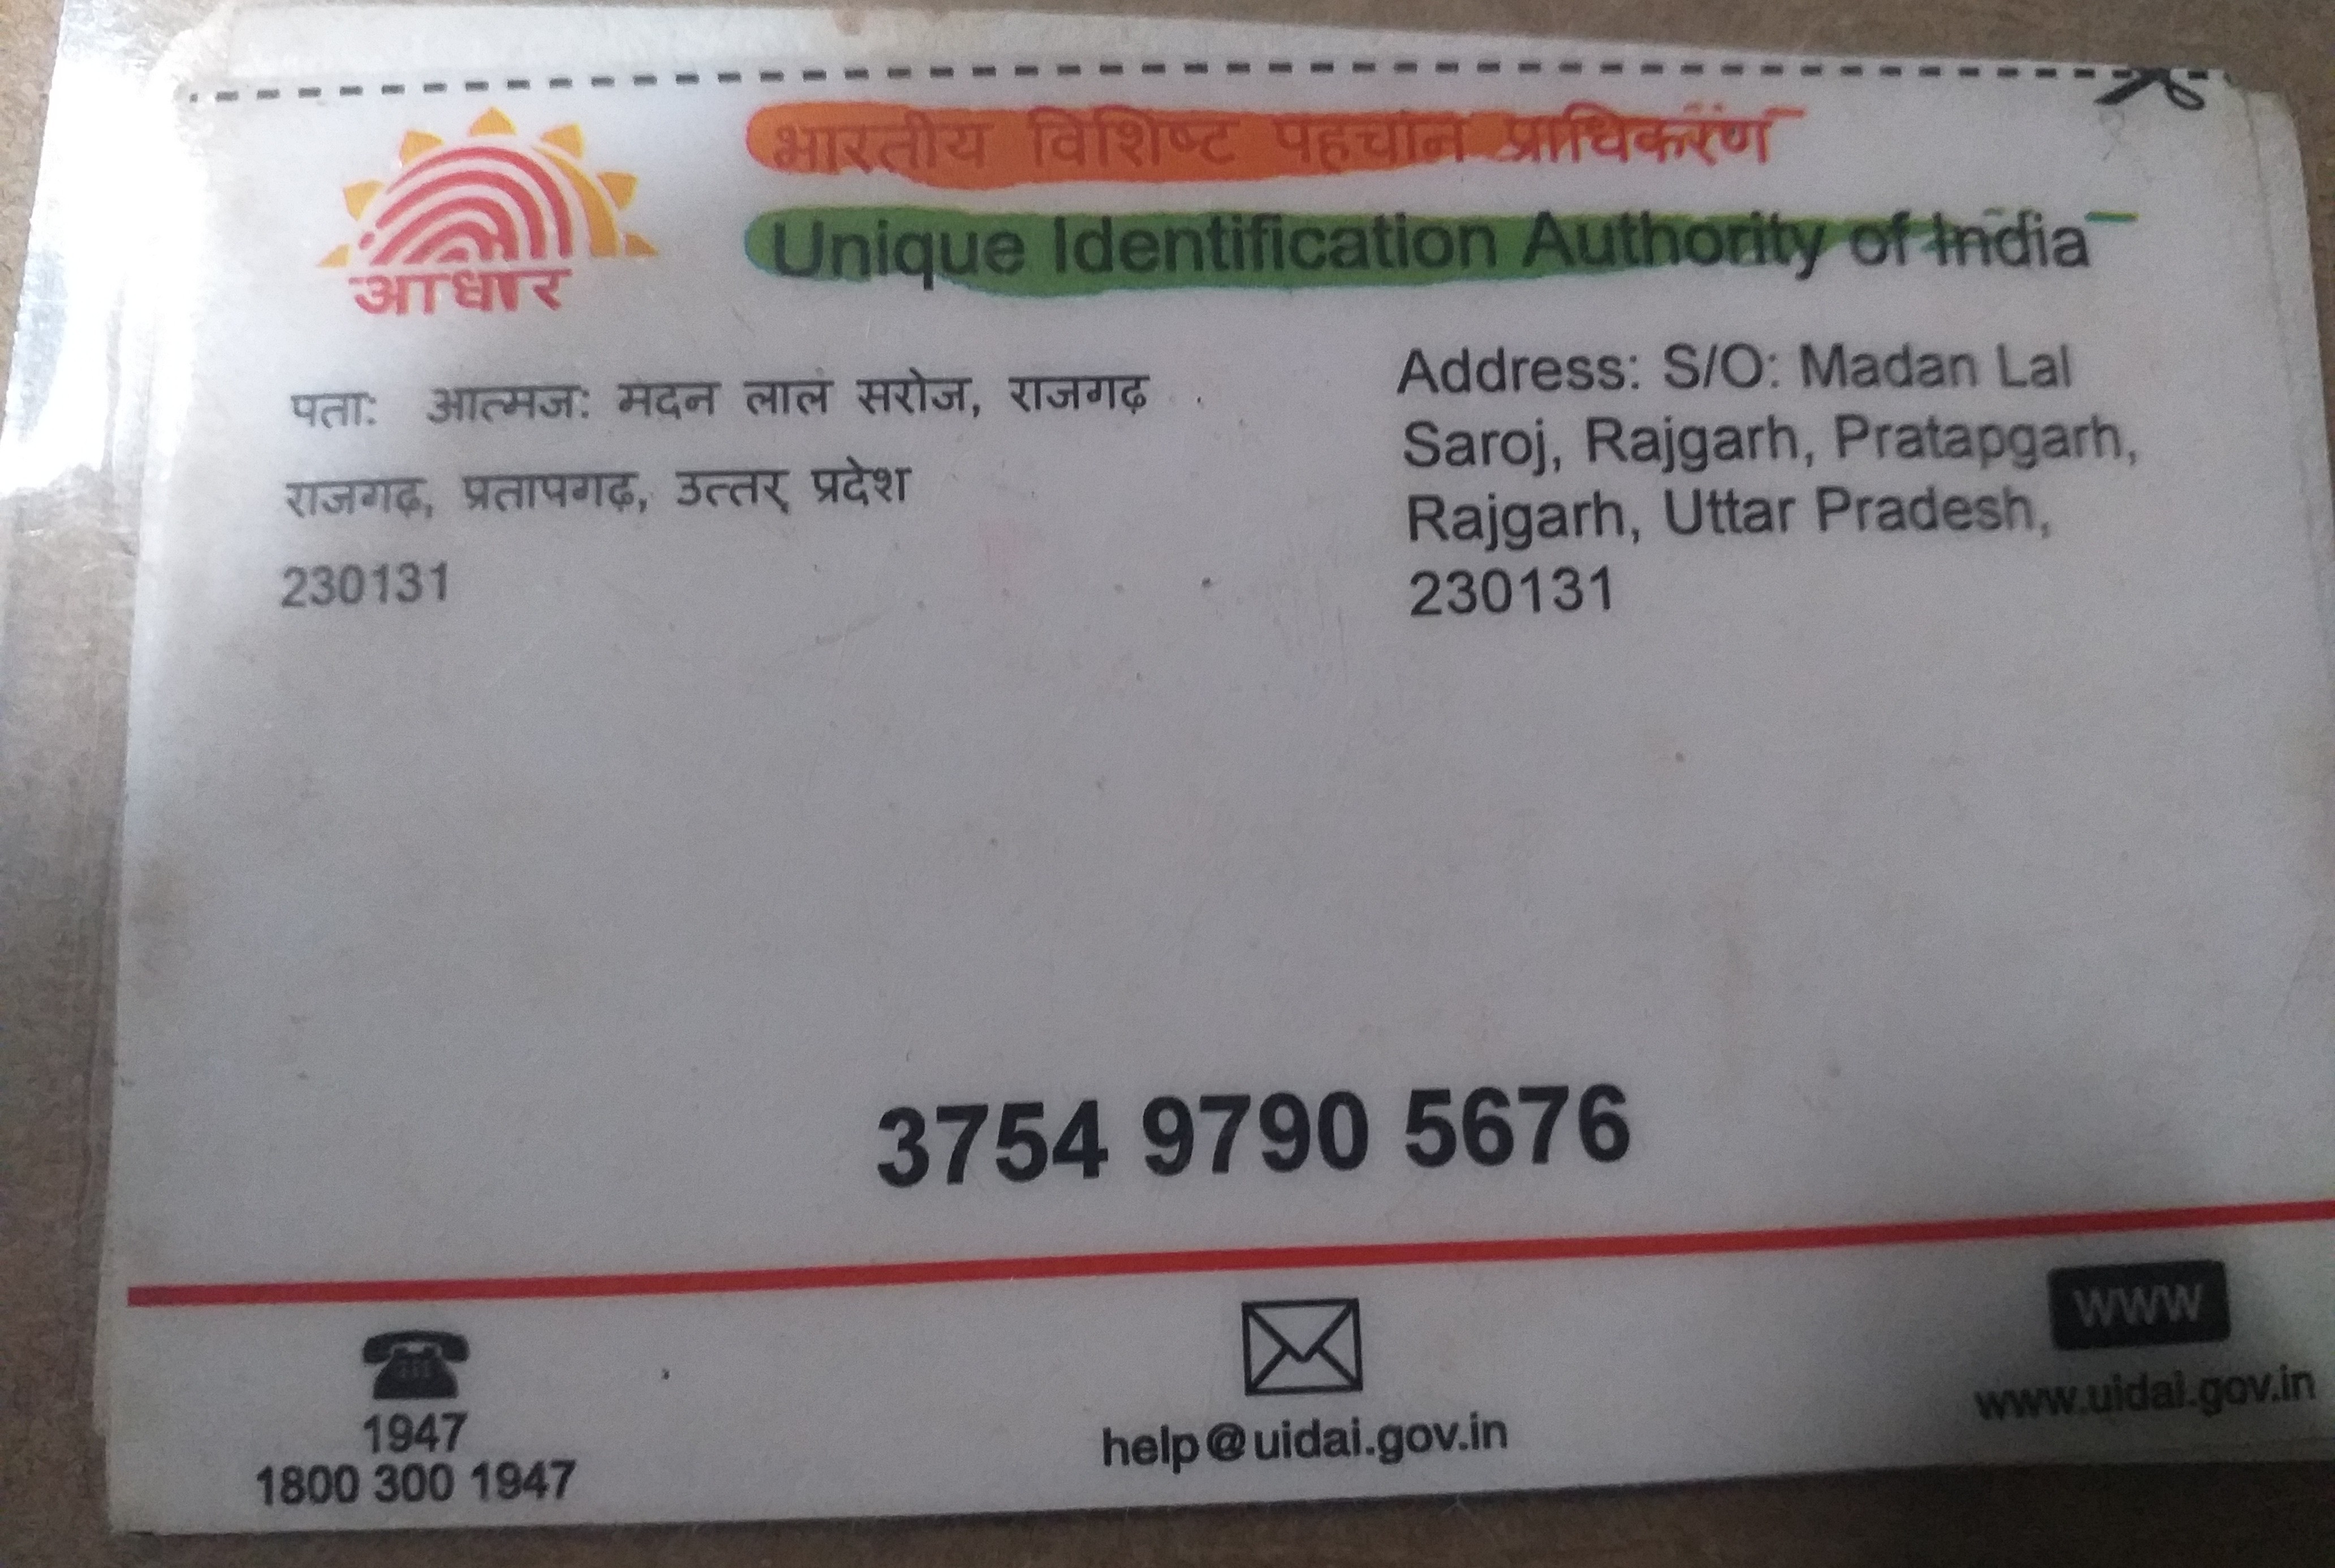 भारतीय विशिष्ट पहचान प्राधिकरण
Unique Identification Authority of India
आधार
पता: आत्मज: मदन लाल सरोज, राजगढ़
राजगढ़, प्रतापगढ़, उत्तर् प्रदेश
230131
Address: S/O: Madan Lal
Saroj, Rajgarh, Pratapgarh,
Rajgarh, Uttar Pradesh,
230131
3754 9790 5676
1947
1800 300 1947
help@uidai.gov.in
WWW
www.uidai.gov.in